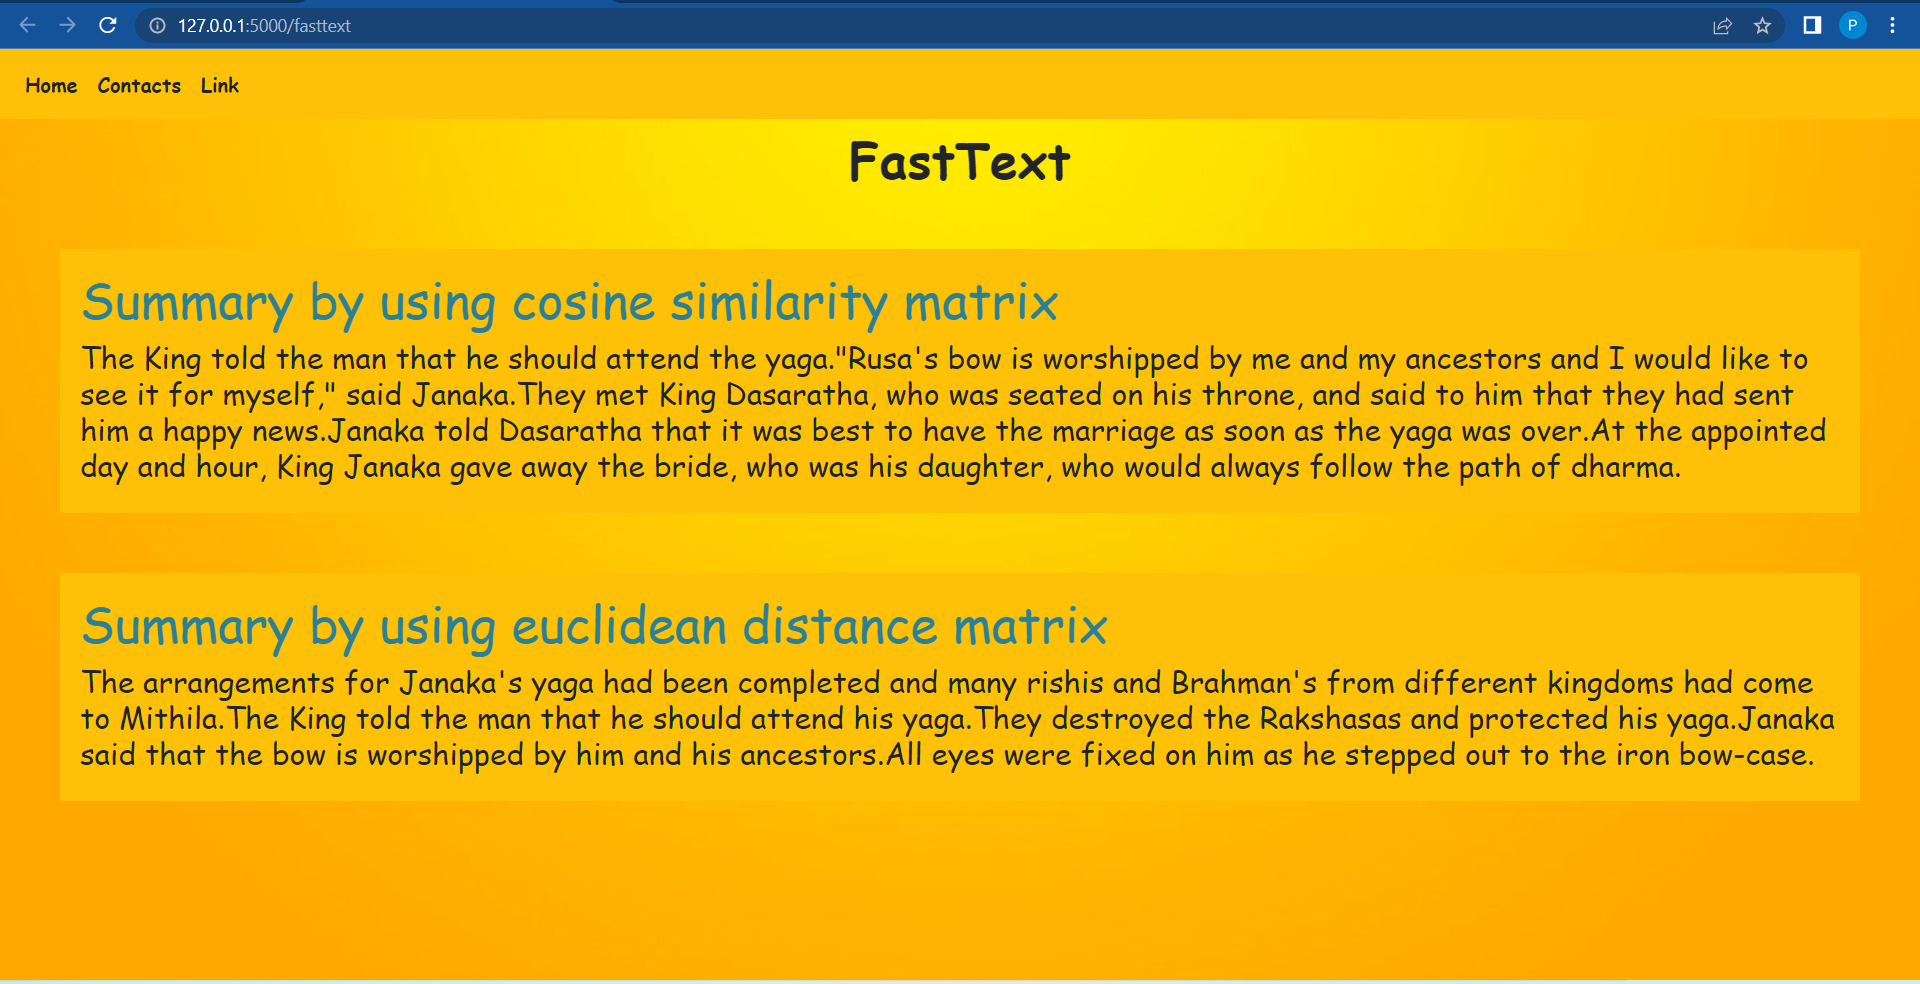 127.0.0.1:5000/fasttext
P
Home Contacts Link
FastText
Summary by using cosine similarity matrix
The King told the man that he should attend the yaga."Rusa's bow is worshipped by me and my ancestors and I would like to
see it for myself," said Janaka.They met King Dasaratha, who was seated on his throne, and said to him that they had sent
him a happy news.Janaka told Dasaratha that it was best to have the marriage as soon as the yaga was over.At the appointed
day and hour, King Janaka gave away the bride, who was his daughter, who would always follow the path of dharma.
Summary by using euclidean distance matrix
The arrangements for Janaka's yaga had been completed and many rishis and Brahman's from different kingdoms had come
to Mithila.The King told the man that he should attend his yaga.They destroyed the Rakshasas and protected his yaga.Janaka
said that the bow is worshipped by him and his ancestors.All eyes were fixed on him as he stepped out to the iron bow-case.